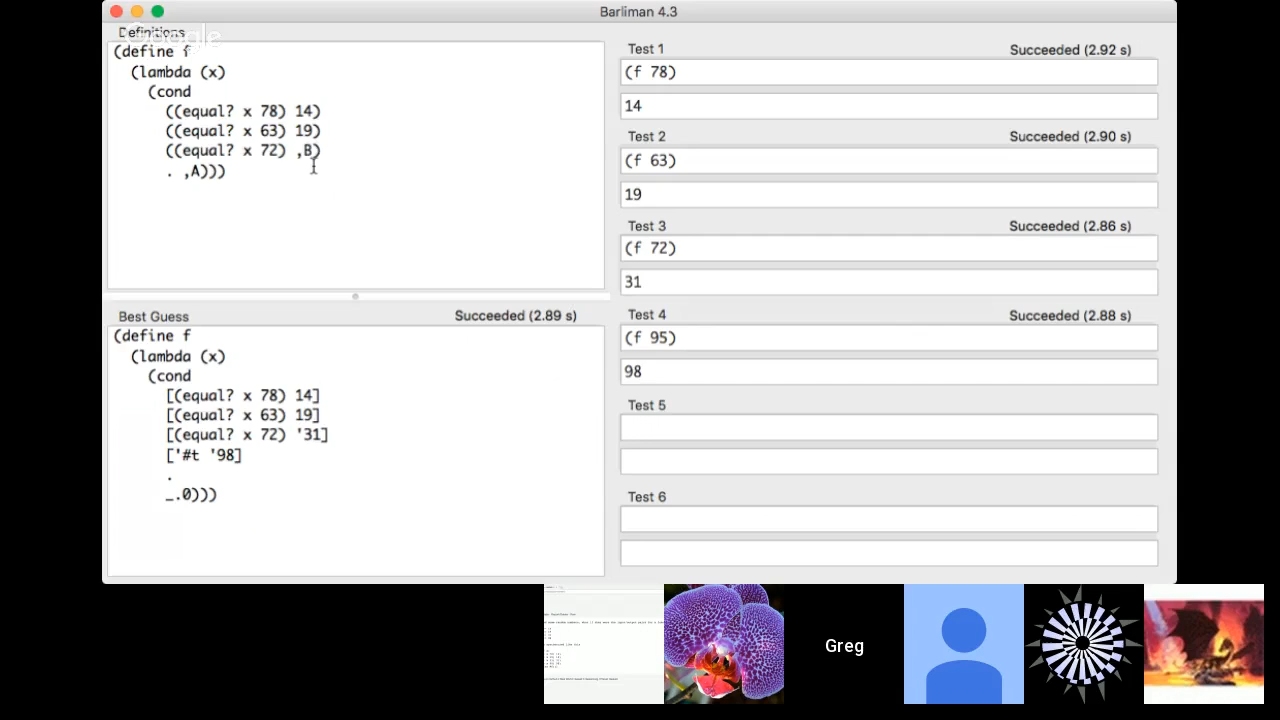 Barliman 4.3
Definitions
Google
(define f
(lambda (x)
(cond
((equal? x 78) 14)
((equal? x 63) 19)
((equal? x 72) ,B)
. ,A)))
Best Guess
Succeeded (2.89 s)
(define f
(lambda (x)
(cond
[(equal? x 78) 14]
[(equal? x 63) 19]
[(equal? x 72) '31]
['#t '98]
.
_.0)))
Test 1
Succeeded (2.92 s)
(f 78)
14
Test 2
Succeeded (2.90 s)
(f 63)
19
Test 3
Succeeded (2.86 s)
(f 72)
31
Test 4
Succeeded (2.88 s)
(f 95)
98
Test 5
Test 6
Greg